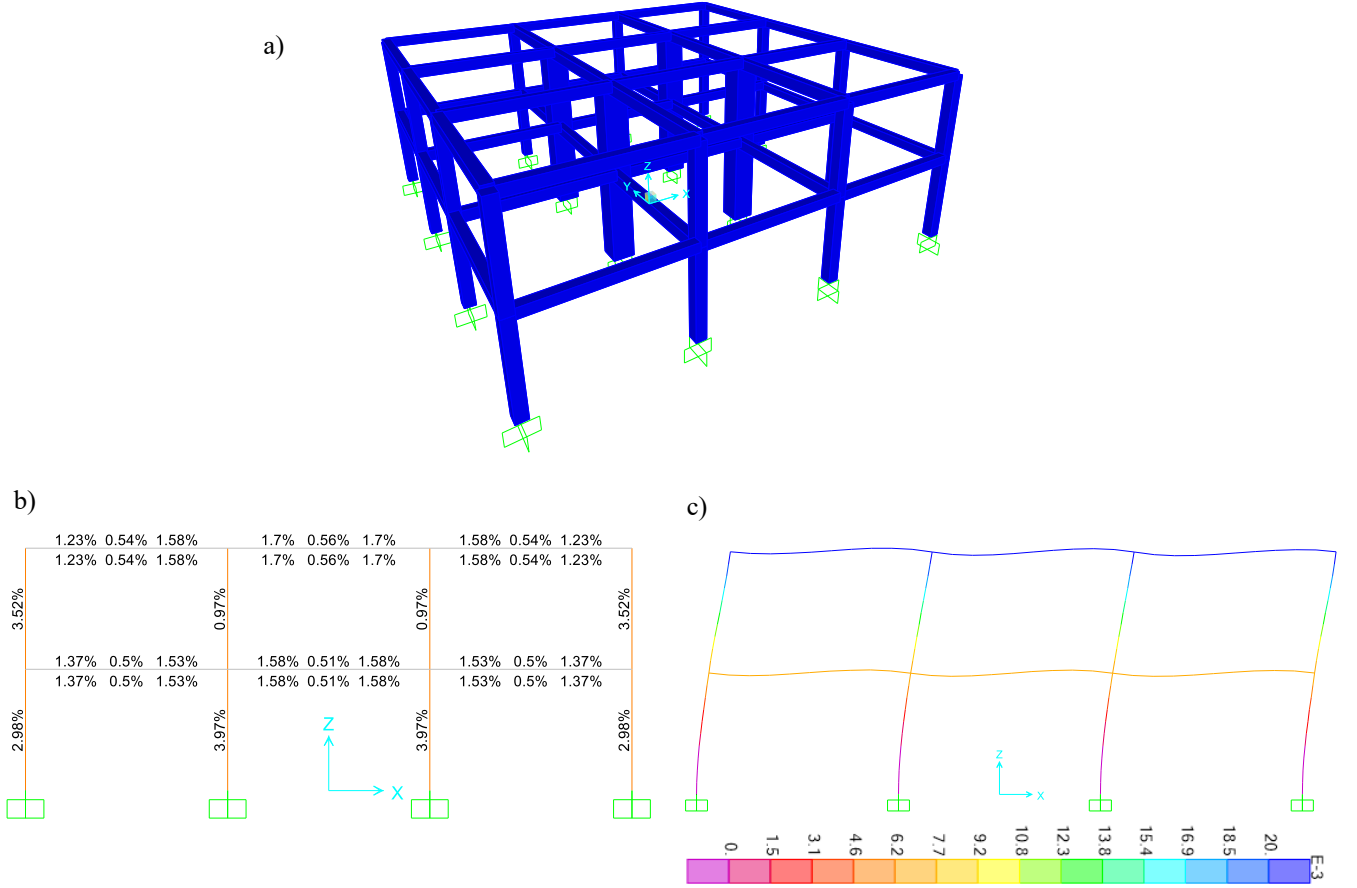 a)
Z
Y
X
b)
1.23% 0.54% 1.58% 1.7% 0.56% 1.7% 1.58% 0.54% 1.23%
1.23% 0.54% 1.58% 1.7% 0.56% 1.7% 1.58% 0.54% 1.23%
3.52% 0.97% 0.97% 3.52%
1.37% 0.5% 1.53% 1.58% 0.51% 1.58% 1.53% 0.5% 1.37%
1.37% 0.5% 1.53% 1.58% 0.51% 1.58% 1.53% 0.5% 1.37%
2.98% 3.97% 3.97% 2.98%
Z
X
c)
Z
X
0. 1.5 3.1 4.6 6.2 7.7 9.2 10.8 12.3 13.8 15.4 16.9 18.5 20. E-3